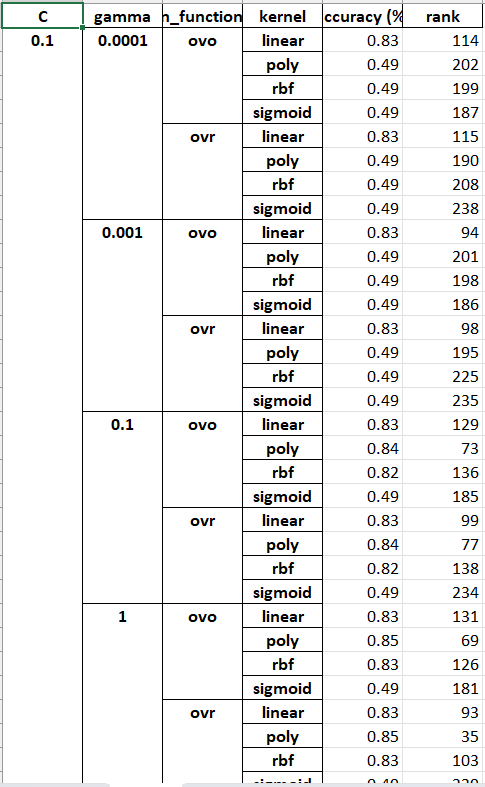 C gamma n_function kernel ccuracy (% rank
0.1 0.0001 ovo linear 0.83 114
poly 0.49 202
rbf 0.49 199
sigmoid 0.49 187
ovr linear 0.83 115
poly 0.49 190
rbf 0.49 208
sigmoid 0.49 238
0.001 ovo linear 0.83 94
poly 0.49 201
rbf 0.49 198
sigmoid 0.49 186
ovr linear 0.83 98
poly 0.49 195
rbf 0.49 225
sigmoid 0.49 235
0.1 ovo linear 0.83 129
poly 0.84 73
rbf 0.82 136
sigmoid 0.49 185
ovr linear 0.83 99
poly 0.84 77
rbf 0.82 138
sigmoid 0.49 234
1 ovo linear 0.83 131
poly 0.85 69
rbf 0.83 126
sigmoid 0.49 181
ovr linear 0.83 93
poly 0.85 35
rbf 0.83 103